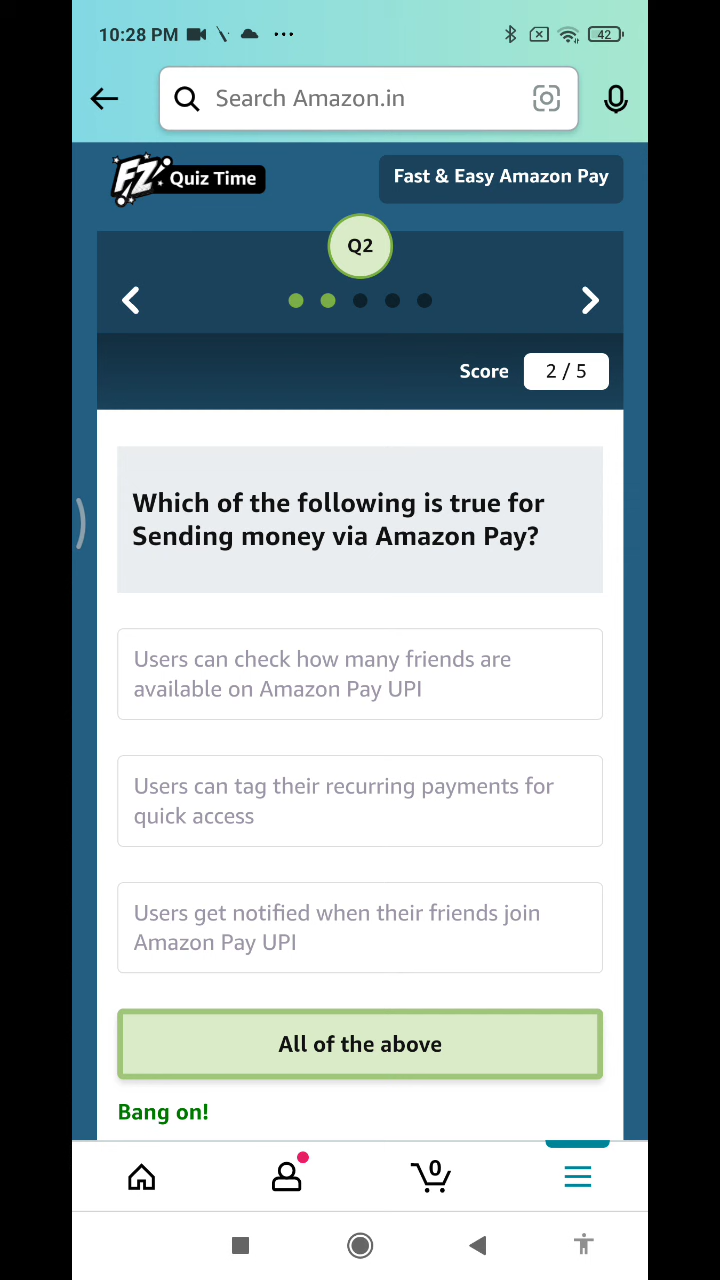 10:28 PM
42
Search Amazon.in
FZ Quiz Time
Fast & Easy Amazon Pay
Q2
Score 2 / 5
Which of the following is true for
Sending money via Amazon Pay?
Users can check how many friends are
available on Amazon Pay UPI
Users can tag their recurring payments for
quick access
Users get notified when their friends join
Amazon Pay UPI
All of the above
Bang on!
0